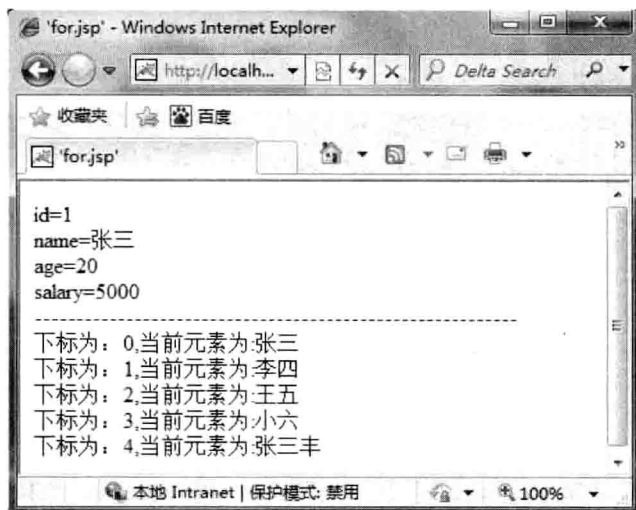 'for.jsp' - Windows Internet Explorer
http://localh...
Delta Search
收藏夹
百度
'for.jsp'
id=1
name=张三
age=20
salary=5000
--------------------------------------------------------
下标为：0,当前元素为:张三
下标为：1,当前元素为:李四
下标为：2,当前元素为:王五
下标为：3,当前元素为:小六
下标为：4,当前元素为:张三丰
本地 Intranet | 保护模式: 禁用
100%